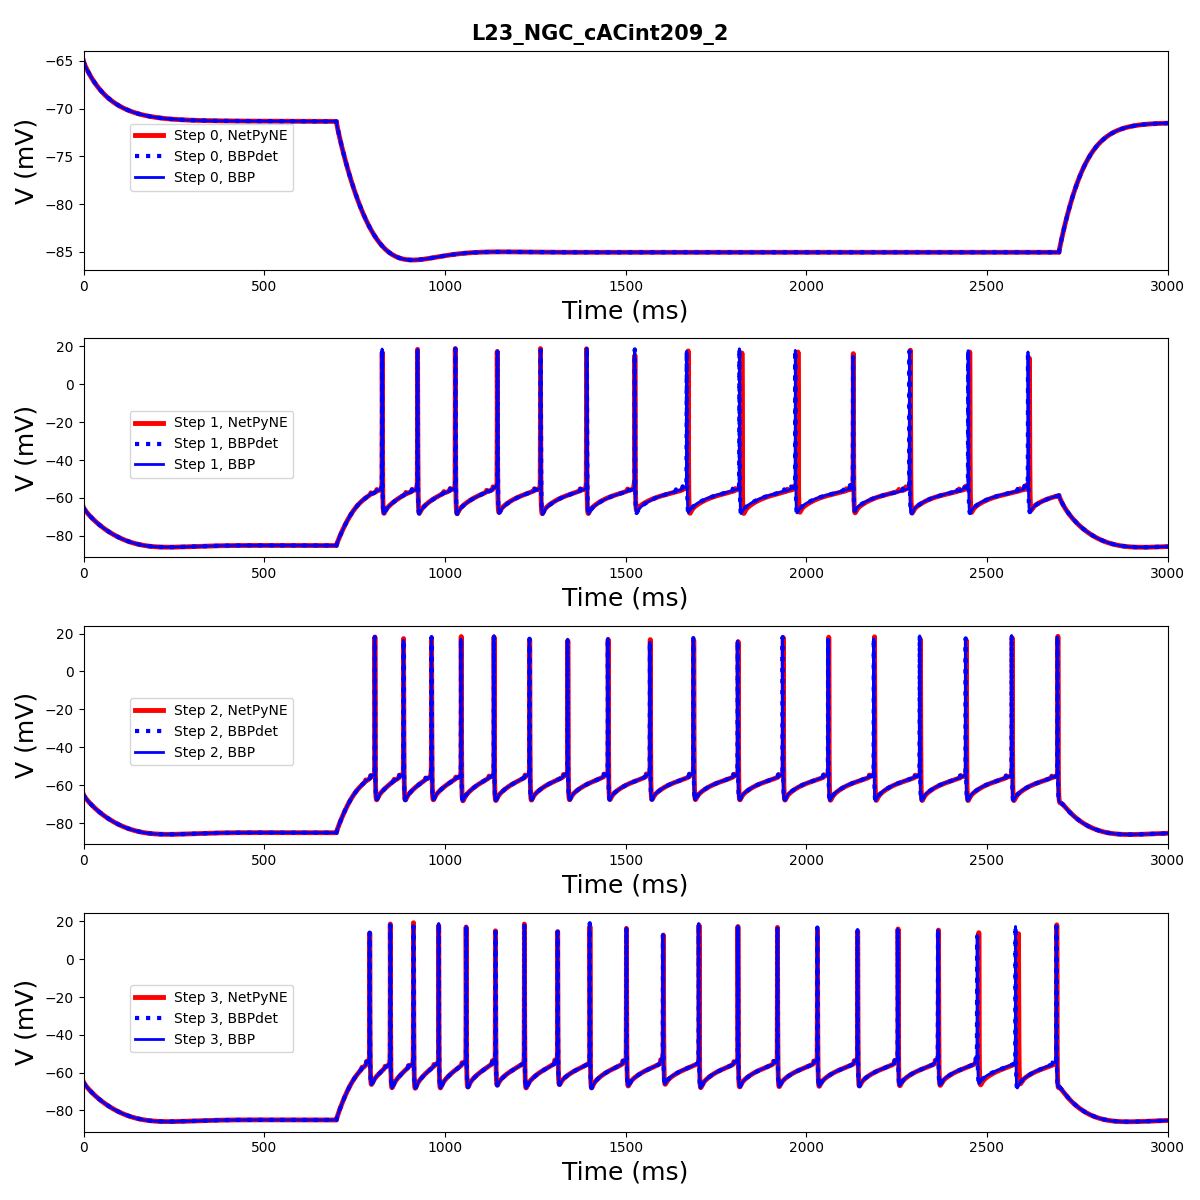 L23_NGC_cACint209_2
−65
−70
−75
−80
−85
V (mV)
Step 0, NetPyNE
Step 0, BBPdet
Step 0, BBP
0 500 1000 1500 2000 2500 3000
Time (ms)
20
0
−20
−40
−60
−80
V (mV)
Step 1, NetPyNE
Step 1, BBPdet
Step 1, BBP
0 500 1000 1500 2000 2500 3000
Time (ms)
20
0
−20
−40
−60
−80
V (mV)
Step 2, NetPyNE
Step 2, BBPdet
Step 2, BBP
0 500 1000 1500 2000 2500 3000
Time (ms)
20
0
−20
−40
−60
−80
V (mV)
Step 3, NetPyNE
Step 3, BBPdet
Step 3, BBP
0 500 1000 1500 2000 2500 3000
Time (ms)